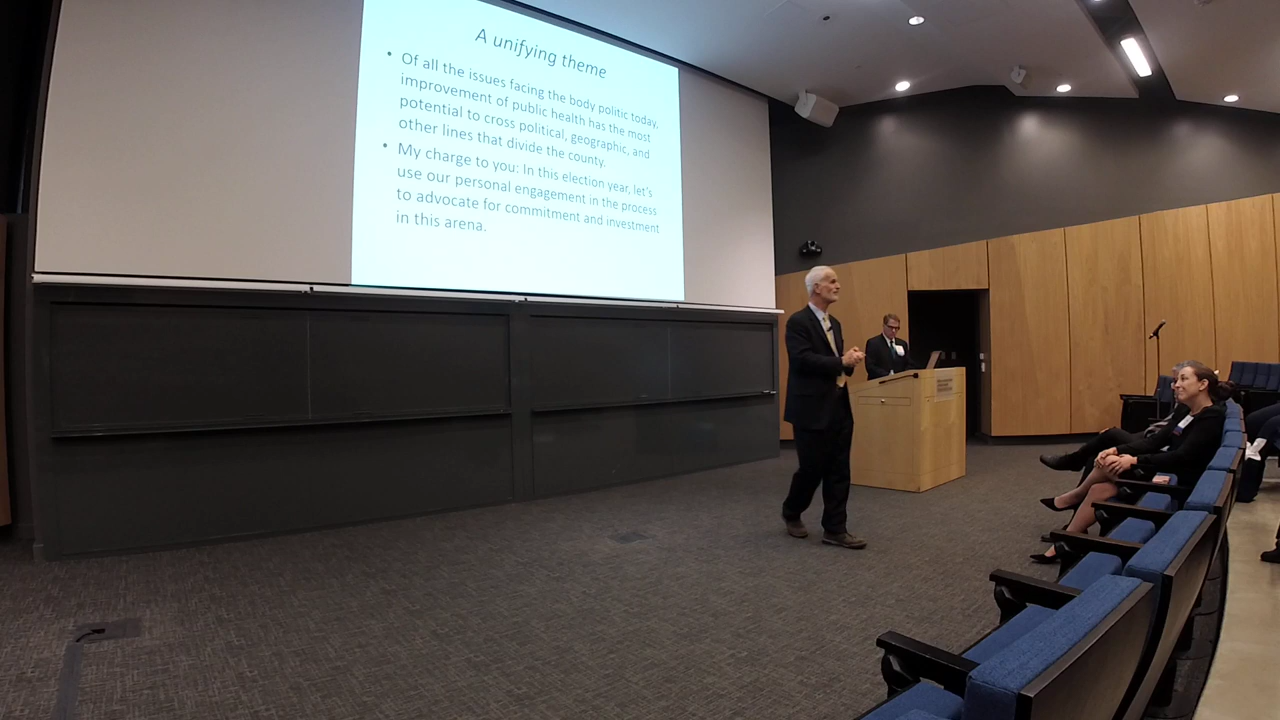 A unifying theme
• Of all the issues facing the body politic today,
improvement of public health has the most
potential to cross political, geographic, and
other lines that divide the county.
• My charge to you: In this election year, let's
use our personal engagement in the process
to advocate for commitment and investment
in this arena.